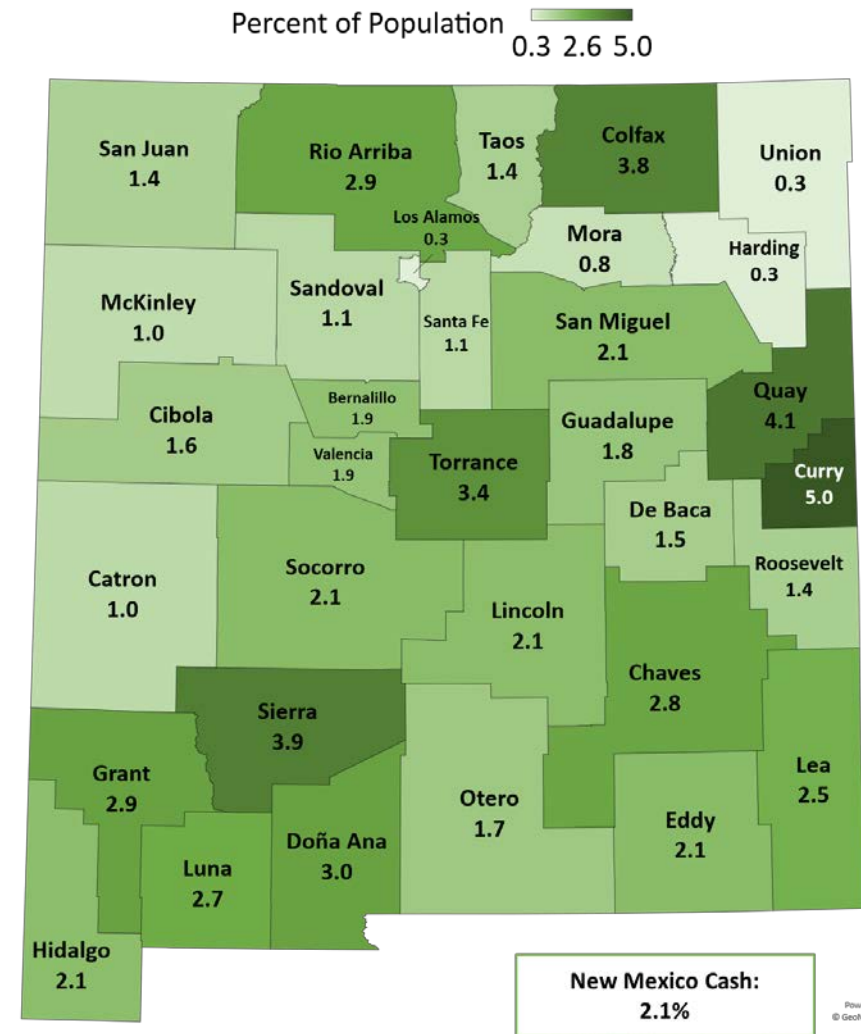 Percent of Population
0.3 2.6 5.0
San Juan
1.4
Rio Arriba
2.9
Taos
1.4
Colfax
3.8
Union
0.3
Los Alamos
0.3
Mora
0.8
Harding
0.3
McKinley
1.0
Sandoval
1.1
Santa Fe
1.1
San Miguel
2.1
Quay
4.1
Cibola
1.6
Bernalillo
1.9
Valencia
1.9
Torrance
3.4
Guadalupe
1.8
Curry
5.0
De Baca
1.5
Roosevelt
1.4
Catron
1.0
Socorro
2.1
Lincoln
2.1
Chaves
2.8
Sierra
3.9
Grant
2.9
Lea
2.5
Otero
1.7
Eddy
2.1
Doña Ana
3.0
Luna
2.7
Hidalgo
2.1
New Mexico Cash:
2.1%